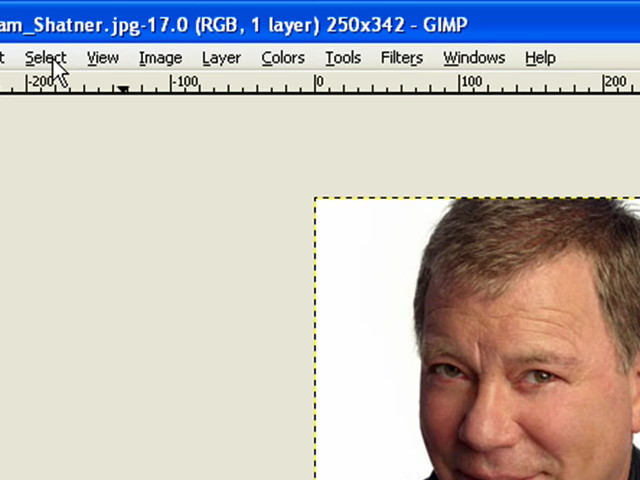 am_Shatner.jpg-17.0 (RGB, 1 layer) 250x342 - GIMP
t Select View Image Layer Colors Tools Filters Windows Help
-200 -100 0 100 200